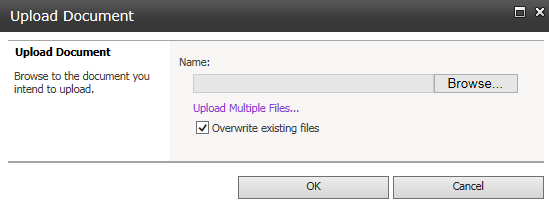 Upload Document
Upload Document
Browse to the document you
intend to upload.
Name:
Browse...
Upload Multiple Files...
Overwrite existing files
OK
Cancel